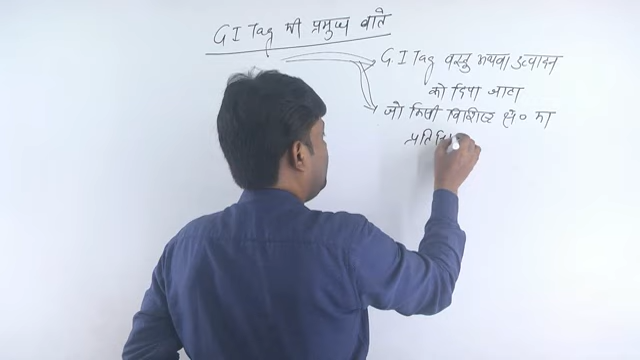 G I Tag की प्रमुख बाते
G.I Tag वस्तु अथवा उत्पादन
को दिया जाता
जो किसी विशिष्ट क्षे० का